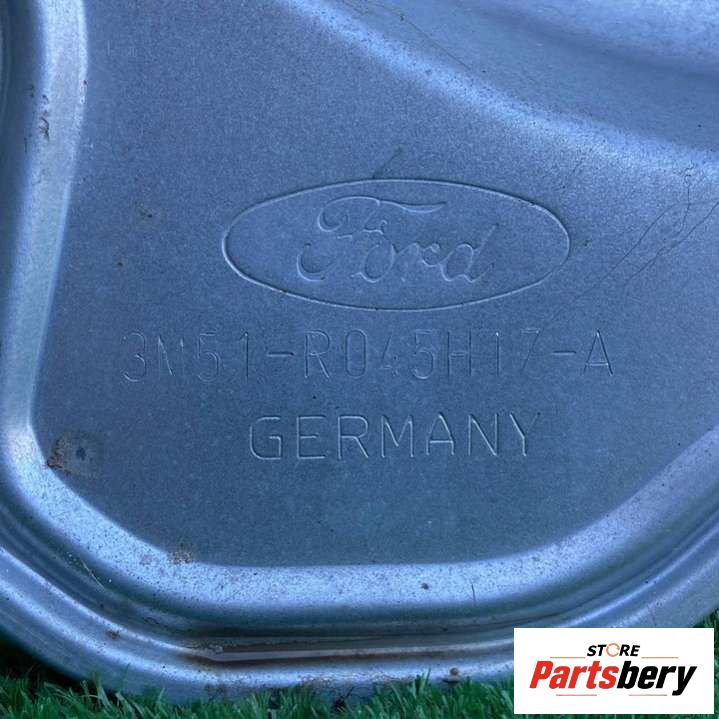 Ford
3M51-R045H17-A
GERMANY
STORE
Partsbery